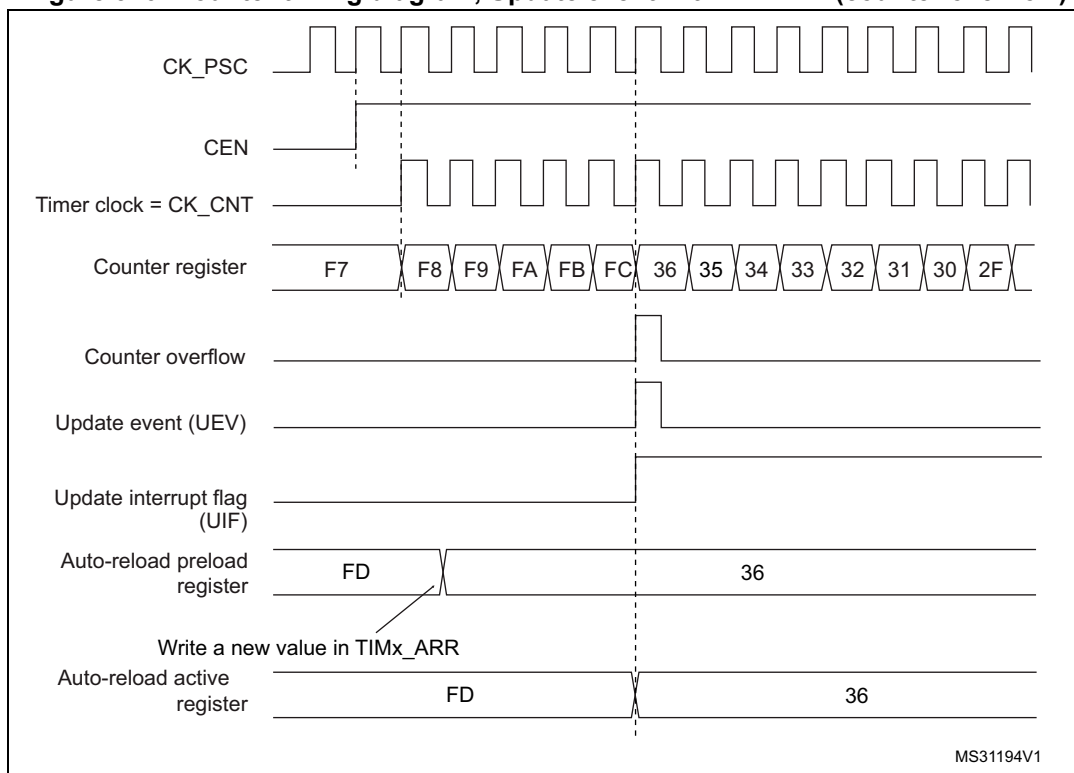 CK_PSC
CEN
Timer clock = CK_CNT
Counter register F7 F8 F9 FA FB FC 36 35 34 33 32 31 30 2F
Counter overflow
Update event (UEV)
Update interrupt flag
(UIF)
Auto-reload preload
register
FD 36
Write a new value in TIMx_ARR
Auto-reload active
register
FD 36
MS31194V1